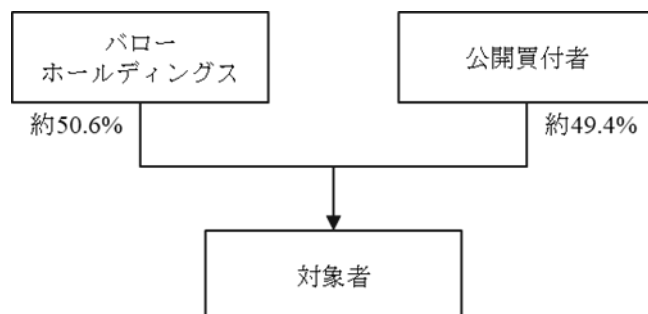 バロー
ホールディングス
公開買付者
約50.6%
約49.4%
対象者